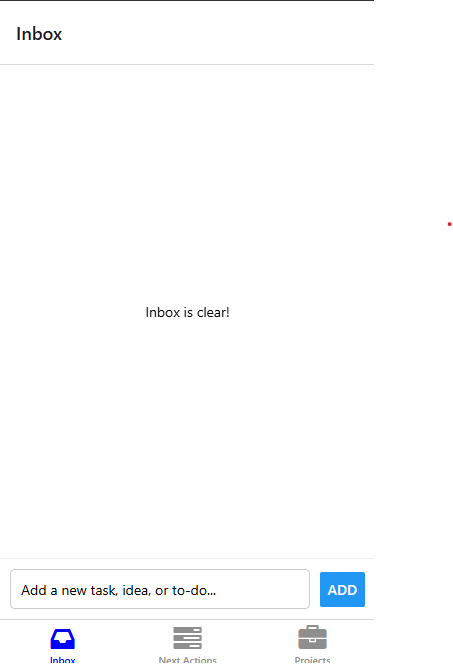 Inbox
Inbox is clear!
Add a new task, idea, or to-do...
ADD
Inbox
Next Actions
Projects